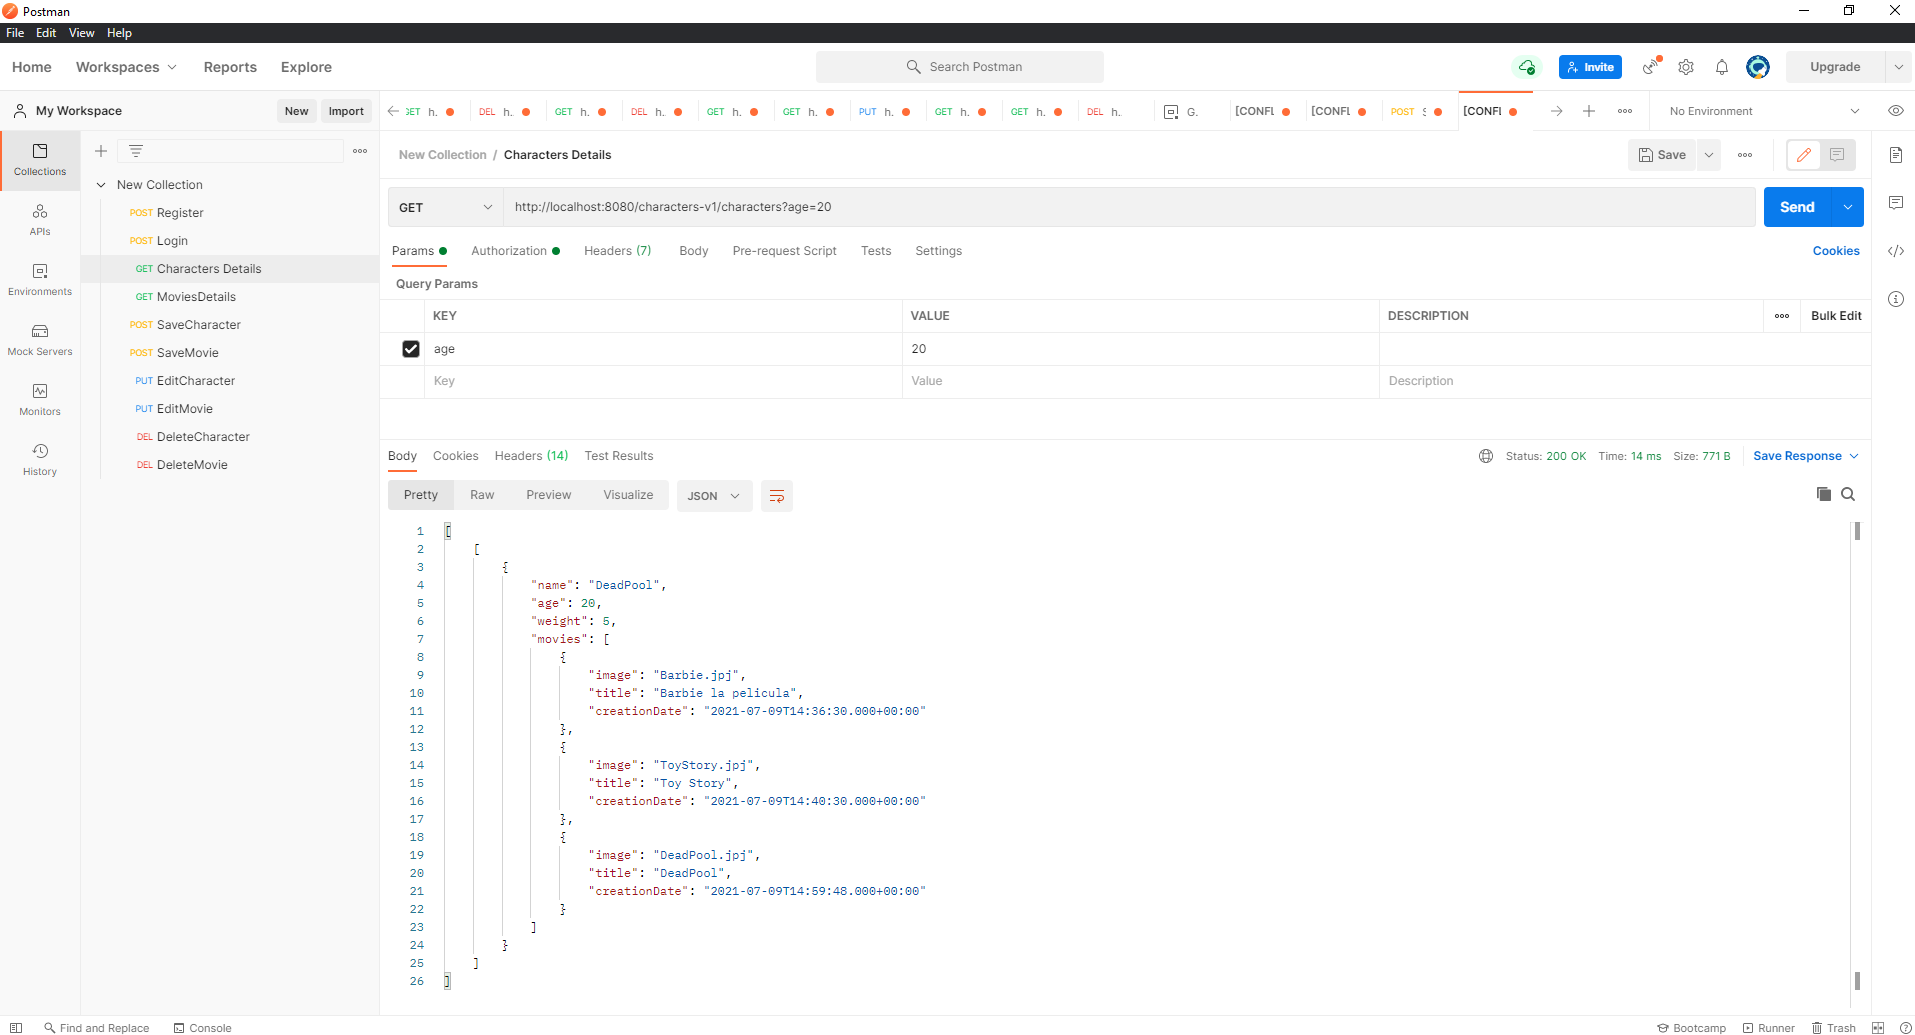 Postman
File Edit View Help
Home Workspaces Reports Explore
Search Postman
Invite
Upgrade
My Workspace
New Import
GET h. DEL h. GET h. DEL h. GET h. GET h. PUT h. GET h. GET h. DEL h. G. [CONFL [CONFL POST S [CONFL
No Environment
Collections
APIs
Environments
Mock Servers
Monitors
History
New Collection
POST Register
POST Login
GET Characters Details
GET MoviesDetails
POST SaveCharacter
POST SaveMovie
PUT EditCharacter
PUT EditMovie
DEL DeleteCharacter
DEL DeleteMovie
New Collection / Characters Details
Save
GET http://localhost:8080/characters-v1/characters?age=20
Send
Params Authorization Headers (7) Body Pre-request Script Tests Settings
Cookies
Query Params
KEY VALUE DESCRIPTION
Bulk Edit
age 20
Key Value Description
Body Cookies Headers (14) Test Results
Status: 200 OK Time: 14 ms Size: 771 B
Save Response
Pretty Raw Preview Visualize JSON
1 [
2 [
3 {
4 "name": "DeadPool",
5 "age": 20,
6 "weight": 5,
7 "movies": [
8 {
9 "image": "Barbie.jpj",
10 "title": "Barbie la pelicula",
11 "creationDate": "2021-07-09T14:36:30.000+00:00"
12 },
13 {
14 "image": "ToyStory.jpj",
15 "title": "Toy Story",
16 "creationDate": "2021-07-09T14:40:30.000+00:00"
17 },
18 {
19 "image": "DeadPool.jpj",
20 "title": "DeadPool",
21 "creationDate": "2021-07-09T14:59:48.000+00:00"
22 }
23 ]
24 }
25 ]
26 ]
Find and Replace Console
Bootcamp Runner Trash